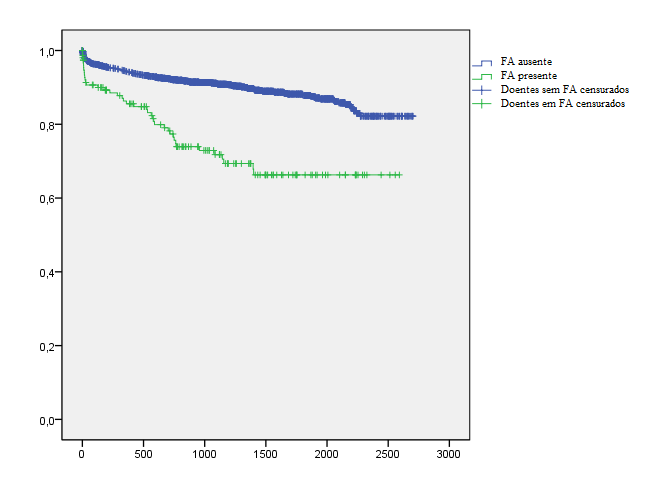 1,0
0,8
0,6
0,4
0,2
0,0
0 500 1000 1500 2000 2500 3000
FA ausente
FA presente
Doentes sem FA censurados
Doentes em FA censurados